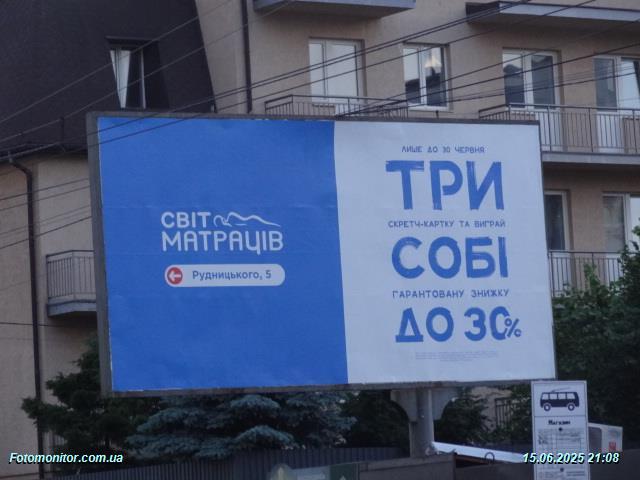 СВІТ
МАТРАЦІВ
Рудницького, 5
ЛИШЕ ДО 30 ЧЕРВНЯ
ТРИ
СКРЕТЧ-КАРТКУ ТА ВИГРАЙ
СОБІ
ГАРАНТОВАНУ ЗНИЖКУ
ДО 30%
Магазин
Fotomonitor.com.ua
15.06.2025 21:08